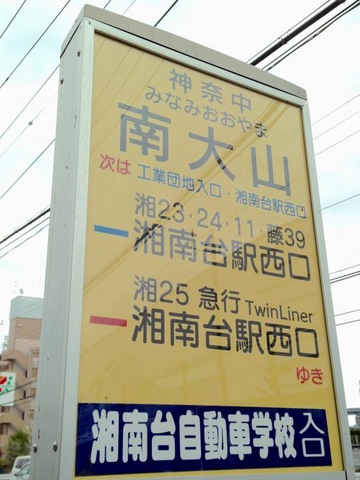 神奈中
みなみおおやま
南大山
次は 工業団地入口・湘南台駅西口
湘23・24・11・藤39
湘南台駅西口
湘25 急行 TwinLiner
湘南台駅西口
ゆき
湘南台自動車学校 入口